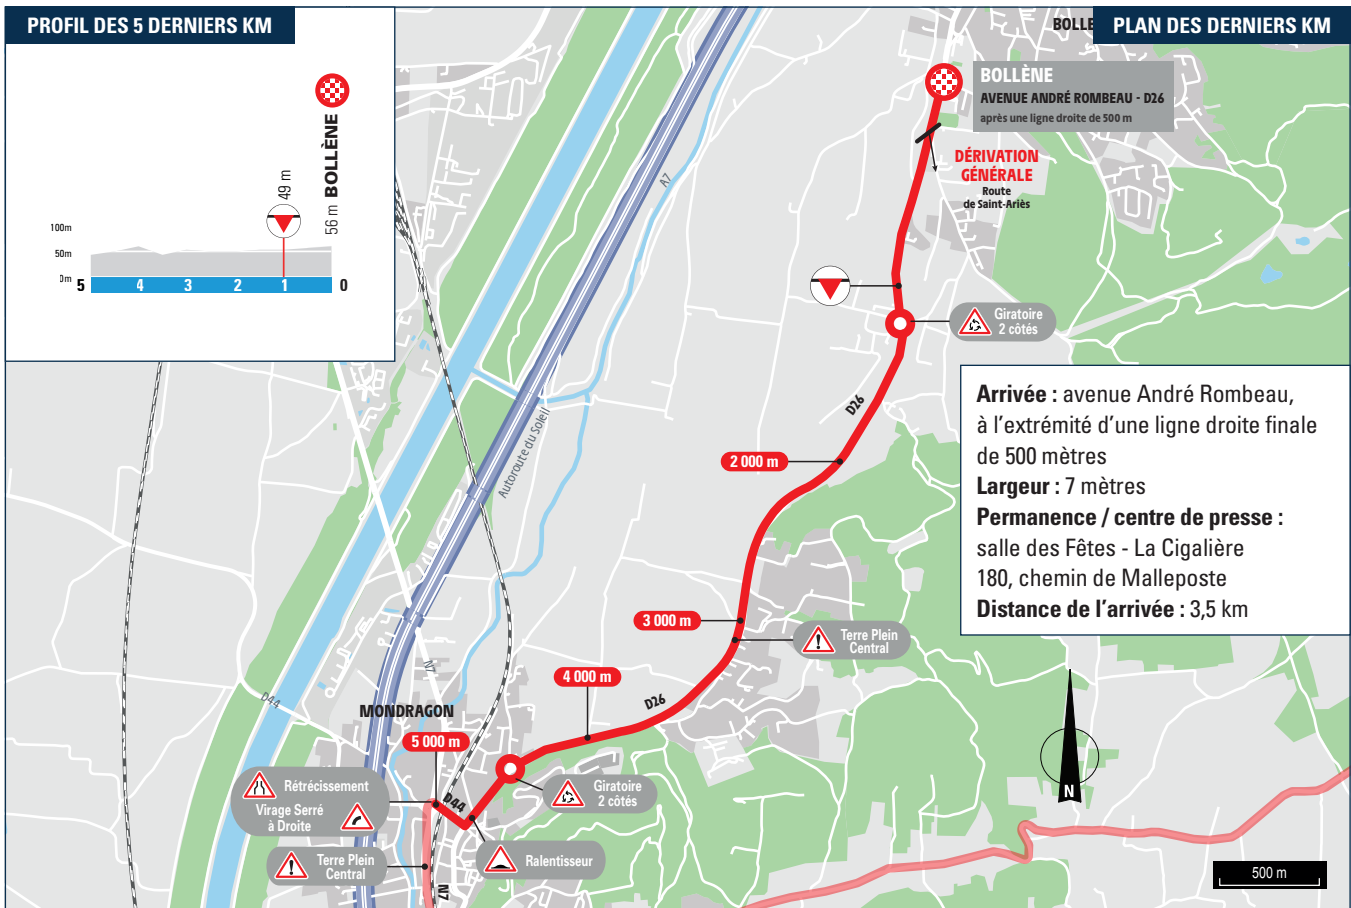 PROFIL DES 5 DERNIERS KM
56 m BOLLÈNE
49 m
100m
50m
0m
5
4
3
2
1
0
PLAN DES DERNIERS KM
BOLLE
BOLLÈNE
AVENUE ANDRÉ ROMBEAU - D26
après une ligne droite de 500 m
DÉRIVATION
GÉNÉRALE
Route
de Saint-Ariès
A7
Giratoire
2 côtés
D26
Autoroute du Soleil
2 000 m
Arrivée : avenue André Rombeau,
à l'extrémité d'une ligne droite finale
de 500 mètres
Largeur : 7 mètres
Permanence / centre de presse :
salle des Fêtes - La Cigalière
180, chemin de Malleposte
Distance de l'arrivée : 3,5 km
3 000 m
Terre Plein
Central
4 000 m
D26
N7
D44
MONDRAGON
5 000 m
Rétrécissement
Virage Serré
à Droite
D44
Giratoire
2 côtés
Terre Plein
Central
Ralentisseur
N7
N
500 m